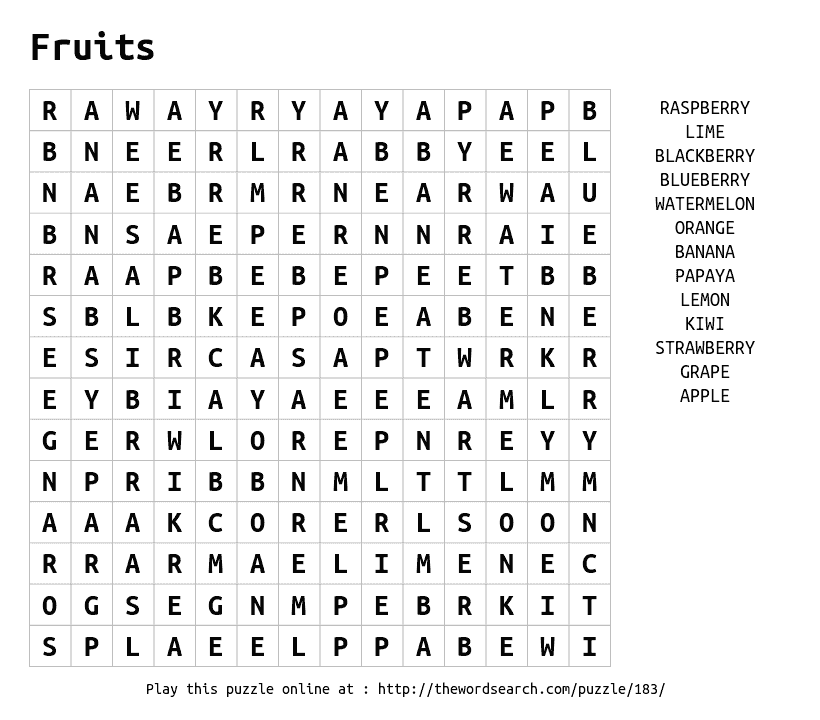 Fruits
R A W A Y R Y A Y A P A P B
B N E E R L R A B B Y E E L
N A E B R M R N E A R W A U
B N S A E P E R N N R A I E
R A A P B E B E P E E T B B
S B L B K E P O E A B E N E
E S I R C A S A P T W R K R
E Y B I A Y A E E E A M L R
G E R W L O R E P N R E Y Y
N P R I B B N M L T T L M M
A A A K C O R E R L S O O N
R R A R M A E L I M E N E C
O G S E G N M P E B R K I T
S P L A E E L P P A B E W I
RASPBERRY
LIME
BLACKBERRY
BLUEBERRY
WATERMELON
ORANGE
BANANA
PAPAYA
LEMON
KIWI
STRAWBERRY
GRAPE
APPLE
Play this puzzle online at : http://thewordsearch.com/puzzle/183/